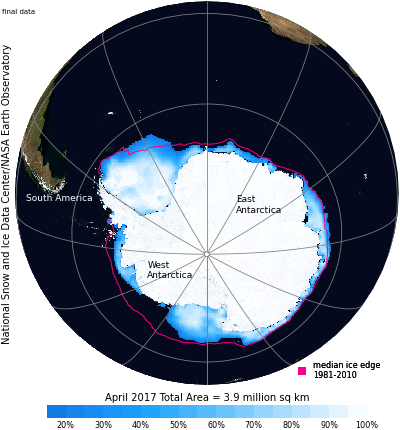 final data
National Snow and Ice Data Center/NASA Earth Observatory
South America
East
Antarctica
West
Antarctica
median ice edge
1981-2010
April 2017 Total Area = 3.9 million sq km
20% 30% 40% 50% 60% 70% 80% 90% 100%